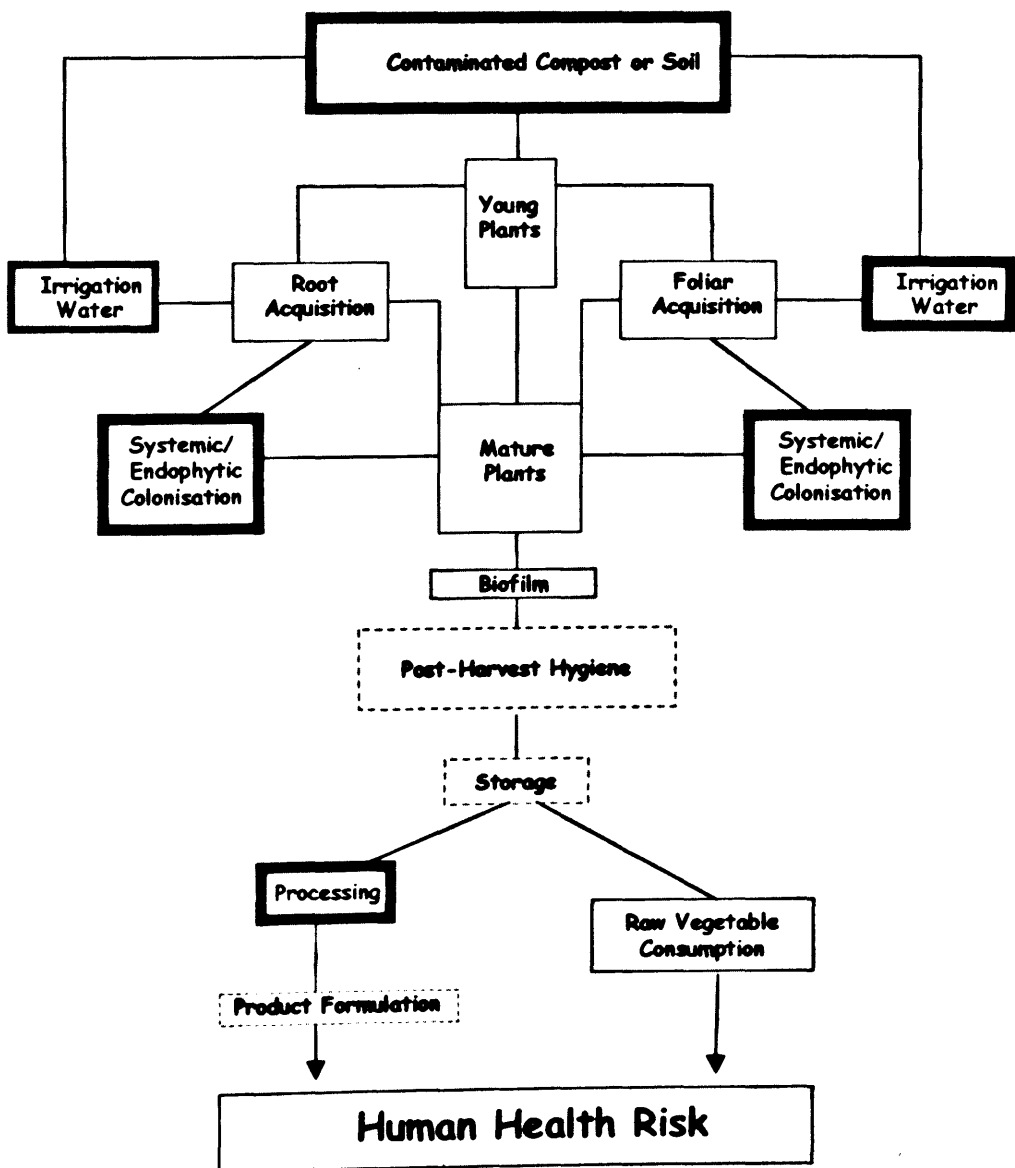 Contaminated Compost or Soil
Young
Plants
Irrigation
Water
Root
Acquisition
Foliar
Acquisition
Irrigation
Water
Systemic/
Endophytic
Colonisation
Mature
Plants
Systemic/
Endophytic
Colonisation
Biofilm
Post-Harvest Hygiene
Storage
Processing
Raw Vegetable
Consumption
Product Formulation
Human Health Risk